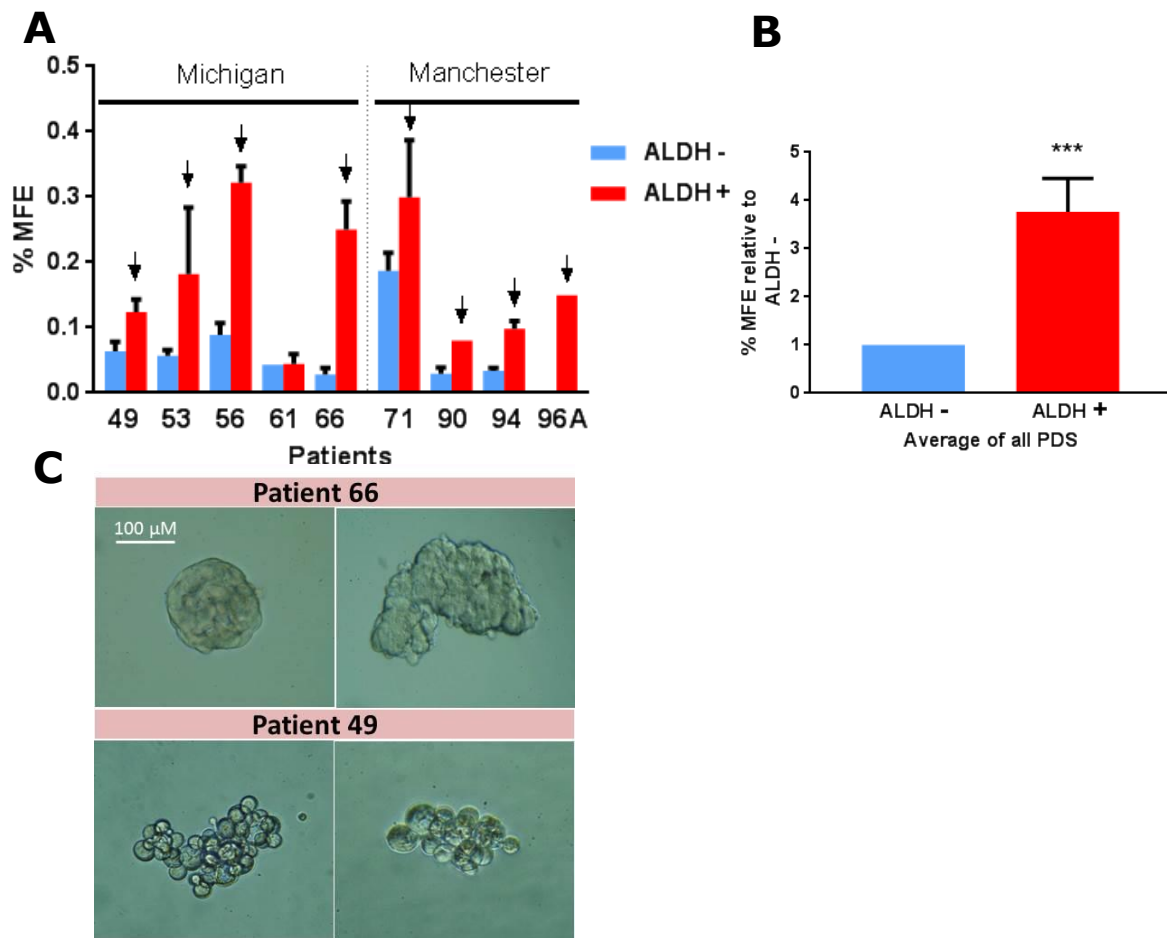 A
Michigan
Manchester
0.5
0.4
0.3
0.2
0.1
0.0
% MFE
49 53 56 61 66 71 90 94 96A
Patients
ALDH -
ALDH +
B
***
5
4
3
2
1
0
% MFE relative to
ALDH -
ALDH - ALDH +
Average of all PDS
C
Patient 66
100 µM
Patient 49